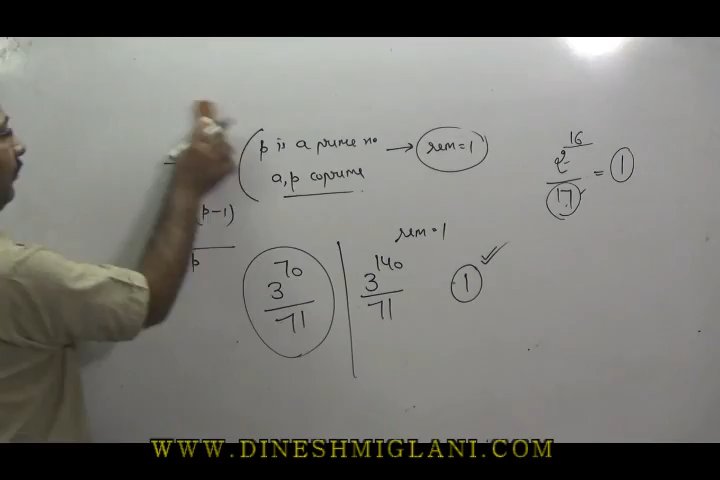 p is a prime no → rem = 1
a, p coprime
(p-1)
p
16
17 = 1
rem = 1
3^70
71
3^140
71
1
WWW.DINESHMIGLANI.COM